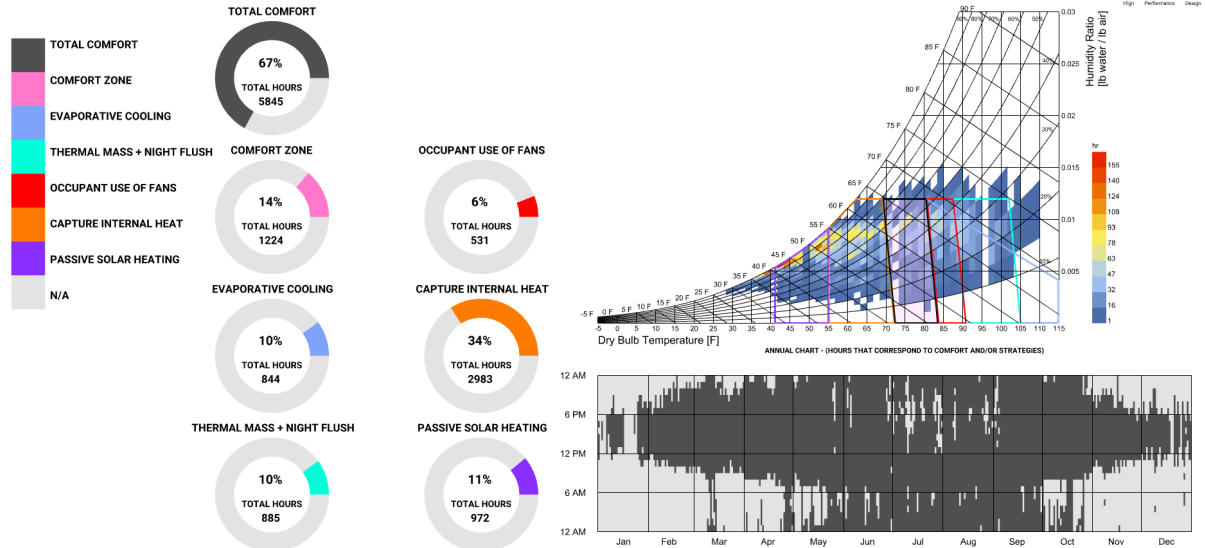 High Performance Design
TOTAL COMFORT
COMFORT ZONE
EVAPORATIVE COOLING
THERMAL MASS + NIGHT FLUSH
OCCUPANT USE OF FANS
CAPTURE INTERNAL HEAT
PASSIVE SOLAR HEATING
N/A
TOTAL COMFORT
67%
TOTAL HOURS
5845
COMFORT ZONE
14%
TOTAL HOURS
1224
OCCUPANT USE OF FANS
6%
TOTAL HOURS
531
EVAPORATIVE COOLING
10%
TOTAL HOURS
844
CAPTURE INTERNAL HEAT
34%
TOTAL HOURS
2983
THERMAL MASS + NIGHT FLUSH
10%
TOTAL HOURS
885
PASSIVE SOLAR HEATING
11%
TOTAL HOURS
972
90 F
85 F
80 F
75 F
70 F
65 F
60 F
55 F
50 F
45 F
40 F
35 F
30 F
25 F
20 F
15 F
10 F
5 F
0 F
-5 F
80%
70%
60%
50%
40%
30%
20%
10%
0.03
0.025
0.02
0.015
0.01
0.005
Humidity Ratio
[lb water / lb air]
hr
155
140
124
109
93
78
63
47
32
16
1
-5 0 5 10 15 20 25 30 35 40 45 50 55 60 65 70 75 80 85 90 95 100 105 110 115
Dry Bulb Temperature [F]
ANNUAL CHART - (HOURS THAT CORRESPOND TO COMFORT AND/OR STRATEGIES)
12 AM
6 PM
12 PM
6 AM
12 AM
Jan Feb Mar Apr May Jun Jul Aug Sep Oct Nov Dec